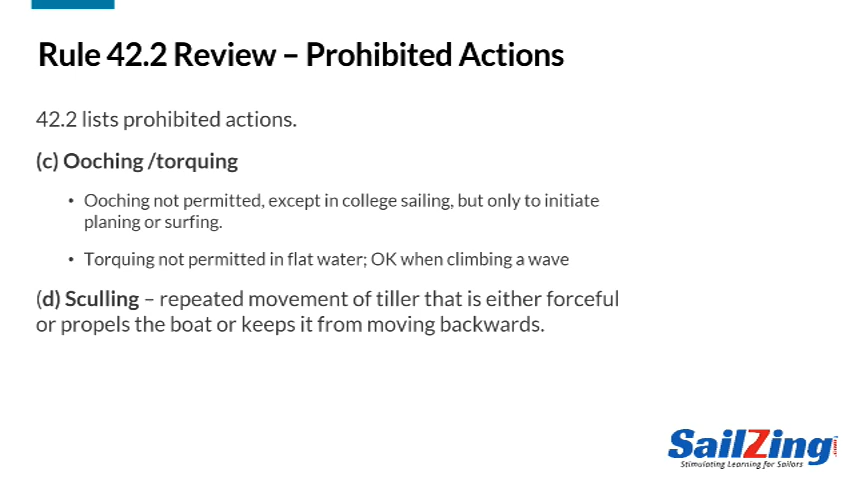 Rule 42.2 Review – Prohibited Actions
42.2 lists prohibited actions.
(c) Ooching /torquing
• Ooching not permitted, except in college sailing, but only to initiate
planing or surfing.
• Torquing not permitted in flat water; OK when climbing a wave
(d) Sculling – repeated movement of tiller that is either forceful
or propels the boat or keeps it from moving backwards.
SailZing
Stimulating Learning for Sailors